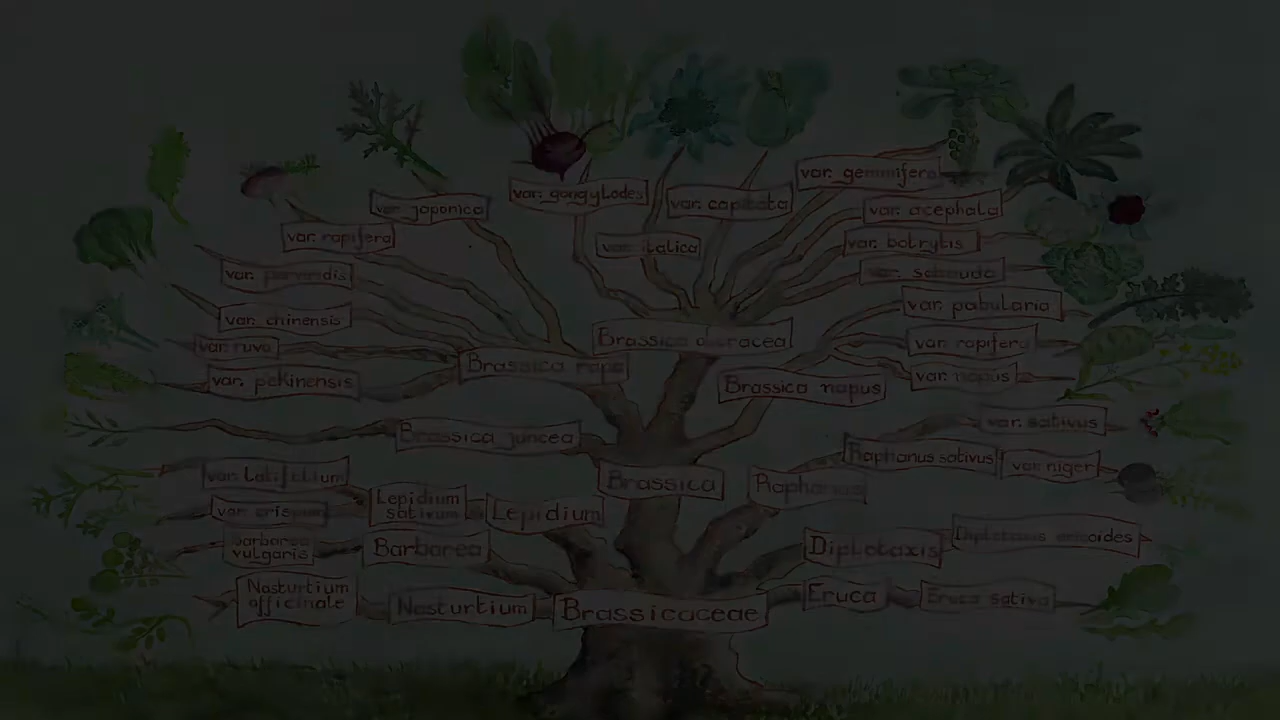 var. gemmifera
var. japonica
var. gongylodes
var. capitata
var. acephala
var. rapifera
var. italica
var. botrytis
var. sabauda
var. chinensis
var. pabularia
var. ruvo
Brassica oleracea
var. rapifera
var. pekinensis
Brassica rapa
Brassica napus
var. napus
Brassica juncea
var. sativus
Raphanus sativus
var. niger
var. latifolium
Brassica
Raphanus
var. crispum
Lepidium
sativum
Lepidium
Barbarea
vulgaris
Barbarea
Diplotaxis
Diplotaxis erucoides
Nasturtium
officinale
Nasturtium
Brassicaceae
Eruca
Eruca sativa